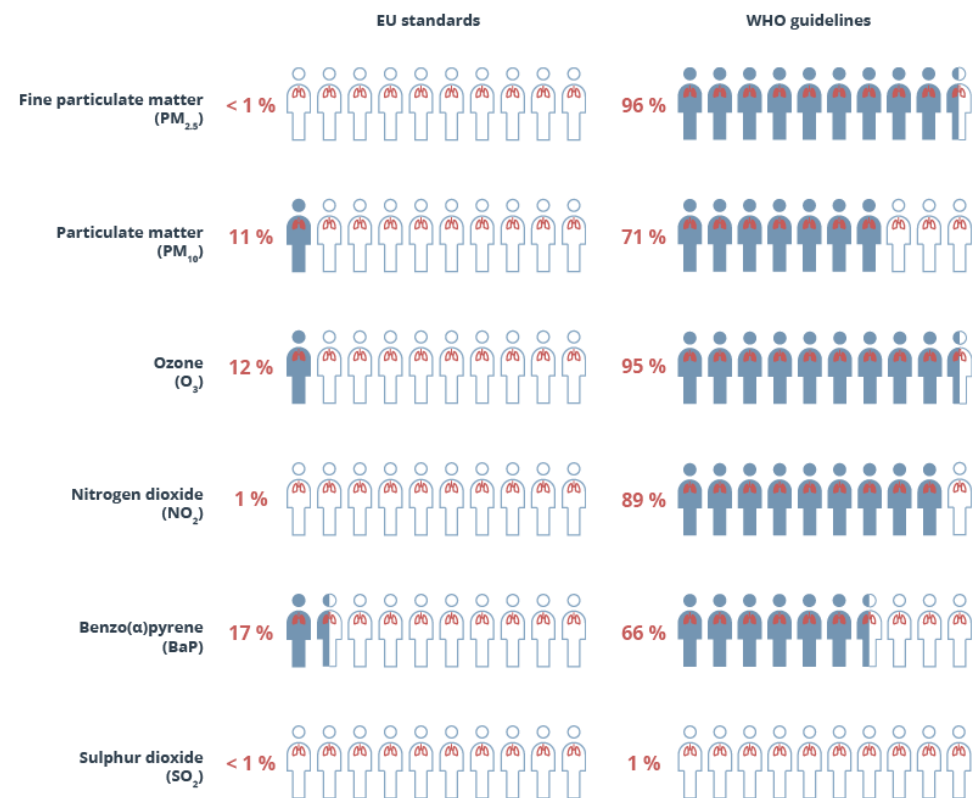 EU standards WHO guidelines
Fine particulate matter
(PM₂.₅)
< 1 %
96 %
Particulate matter
(PM₁₀)
11 %
71 %
Ozone
(O₃)
12 %
95 %
Nitrogen dioxide
(NO₂)
1 %
89 %
Benzo(α)pyrene
(BaP)
17 %
66 %
Sulphur dioxide
(SO₂)
< 1 %
1 %